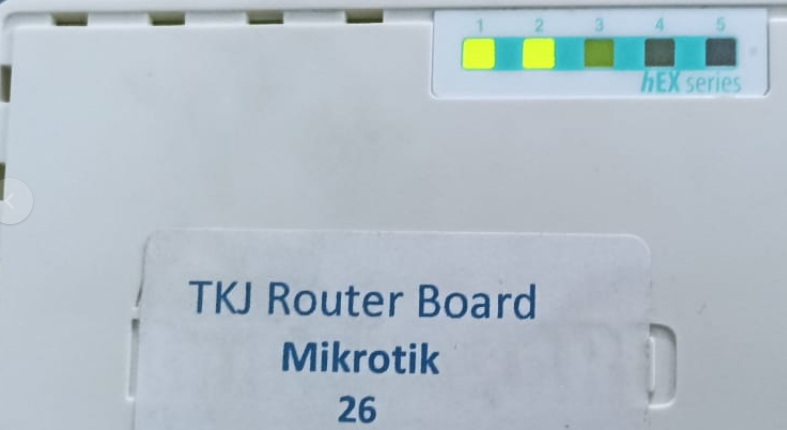 1 2 3 4 5
hEX series
TKJ Router Board
Mikrotik
26